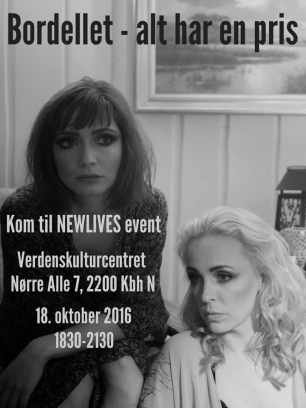 Bordellet - alt har en pris
Kom til NEWLIVES event
Verdenskulturcentret
Nørre Alle 7, 2200 Kbh N
18. oktober 2016
1830-2130